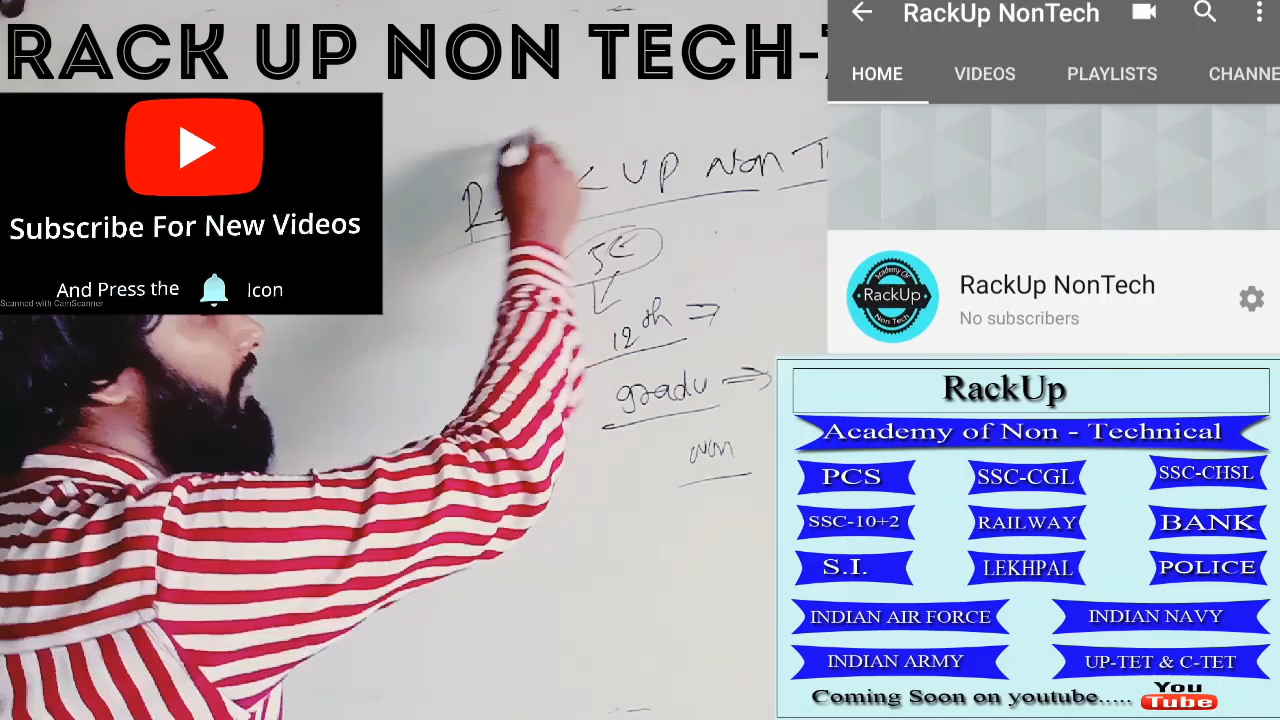 RACK UP NON TECH-
Subscribe For New Videos
And Press the Icon
Scanned with CamScanner
UP Non
SE
12th ⇒
gradu ⇒
non
RackUp NonTech
HOME VIDEOS PLAYLISTS CHANNE
Academy Of
RackUp
Non Tech
RackUp NonTech
No subscribers
RackUp
Academy of Non - Technical
PCS SSC-CGL SSC-CHSL
SSC-10+2 RAILWAY BANK
S.I. LEKHPAL POLICE
INDIAN AIR FORCE INDIAN NAVY
INDIAN ARMY UP-TET & C-TET
Coming Soon on youtube..... You Tube